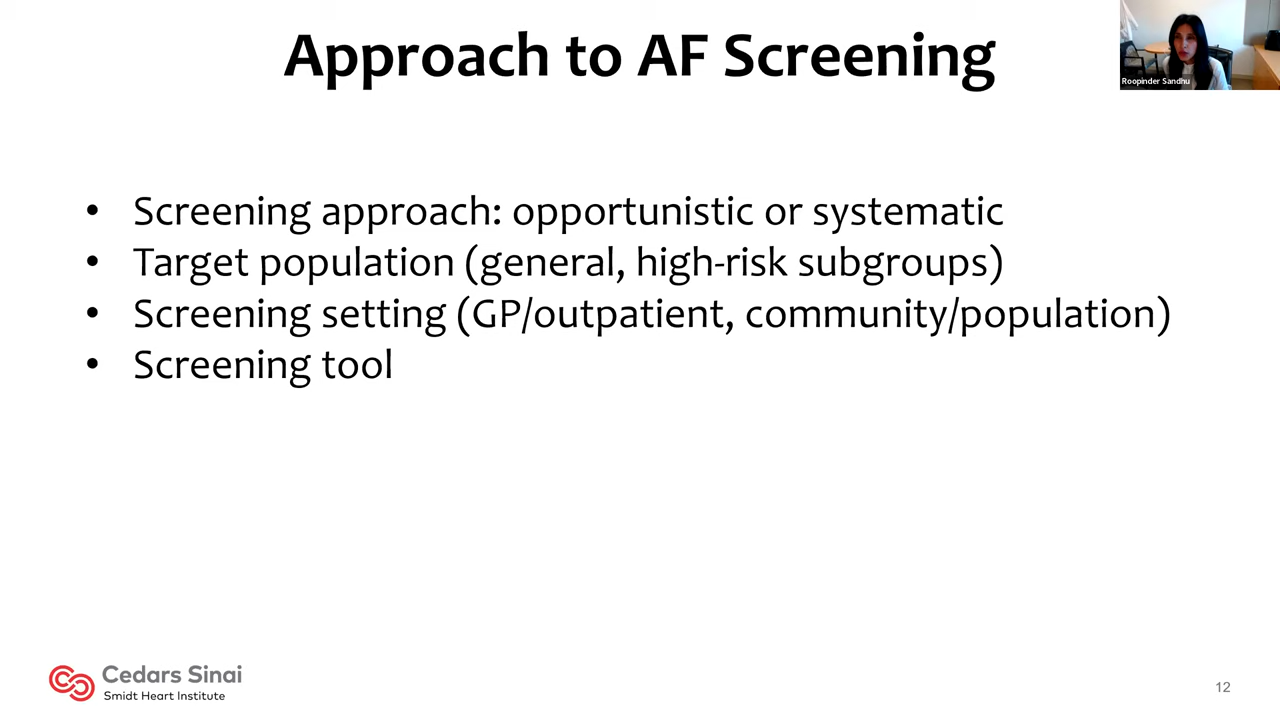 Approach to AF Screening
Roopinder Sandhu
• Screening approach: opportunistic or systematic
• Target population (general, high-risk subgroups)
• Screening setting (GP/outpatient, community/population)
• Screening tool
Cedars Sinai
Smidt Heart Institute
12